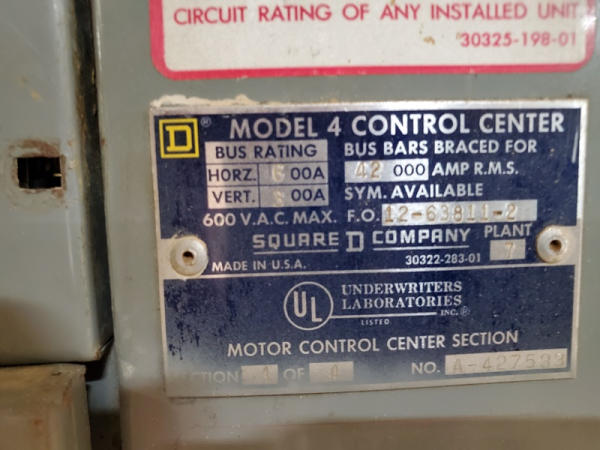 CIRCUIT RATING OF ANY INSTALLED UNIT
30325-198-01
D® MODEL 4 CONTROL CENTER
BUS RATING
HORZ. 600A
VERT. 00A
BUS BARS BRACED FOR
42 000 AMP R.M.S.
SYM. AVAILABLE
600 V.A.C. MAX. F.O. 12-63811-2
SQUARE D COMPANY PLANT 7
MADE IN U.S.A. 30322-283-01
UL® UNDERWRITERS
LABORATORIES
INC.®
LISTED
MOTOR CONTROL CENTER SECTION
OF NO. A-42753